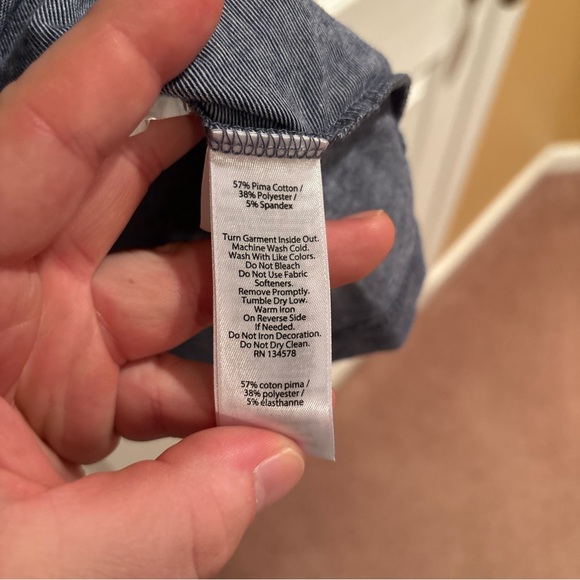 57% Pima Cotton /
38% Polyester /
5% Spandex
Turn Garment Inside Out.
Machine Wash Cold.
Wash With Like Colors.
Do Not Bleach
Do Not Use Fabric
Softeners.
Remove Promptly.
Tumble Dry Low.
Warm Iron
On Reverse Side
If Needed.
Do Not Iron Decoration.
Do Not Dry Clean.
RN 134578
57% coton pima /
38% polyester /
5% élasthanne